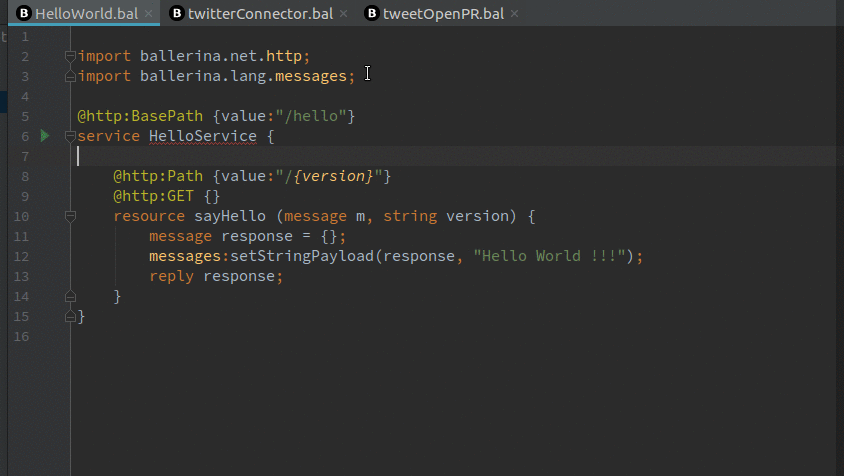 B HelloWorld.bal × B twitterConnector.bal × B tweetOpenPR.bal ×
t
1
2 import ballerina.net.http;
3 import ballerina.lang.messages;
4
5 @http:BasePath {value:"/hello"}
6 service HelloService {
7
8 @http:Path {value:"/{version}"}
9 @http:GET {}
10 resource sayHello (message m, string version) {
11 message response = {};
12 messages:setStringPayload(response, "Hello World !!!");
13 reply response;
14 }
15 }
16